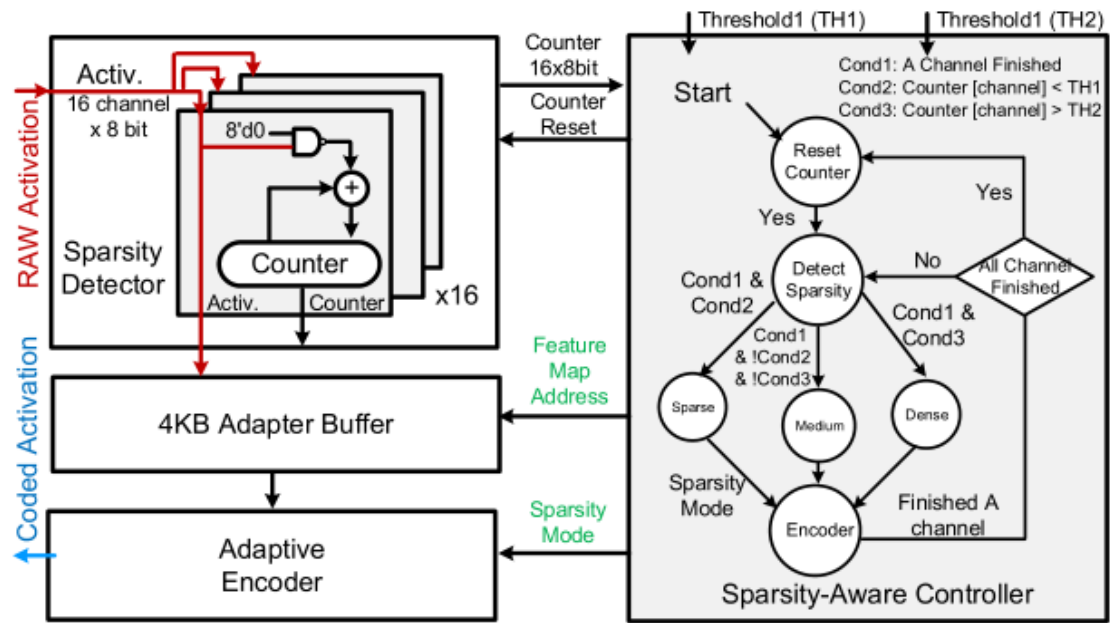 RAW Activation
Coded Activation
Activ.
16 channel
x 8 bit
8'd0
+
Counter
Sparsity
Detector
Activ.
Counter
x16
Counter
16x8bit
Counter
Reset
4KB Adapter Buffer
Feature
Map
Address
Adaptive
Encoder
Sparsity
Mode
Threshold1 (TH1)
Threshold1 (TH2)
Cond1: A Channel Finished
Cond2: Counter [channel] < TH1
Cond3: Counter [channel] > TH2
Start
Reset
Counter
Yes
Yes
Detect
Sparsity
No
All Channel
Finished
Cond1 &
Cond2
Cond1
& !Cond2
& !Cond3
Cond1 &
Cond3
Sparse
Medium
Dense
Sparsity
Mode
Encoder
Finished A
channel
Sparsity-Aware Controller